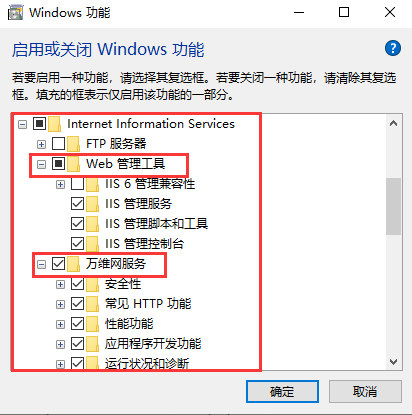 Windows 功能
启用或关闭 Windows 功能
若要启用一种功能，请选择其复选框。若要关闭一种功能，请清除其复选
框。填充的框表示仅启用该功能的一部分。
Internet Information Services
FTP 服务器
Web 管理工具
IIS 6 管理兼容性
IIS 管理服务
IIS 管理脚本和工具
IIS 管理控制台
万维网服务
安全性
常见 HTTP 功能
性能功能
应用程序开发功能
运行状况和诊断
确定
取消